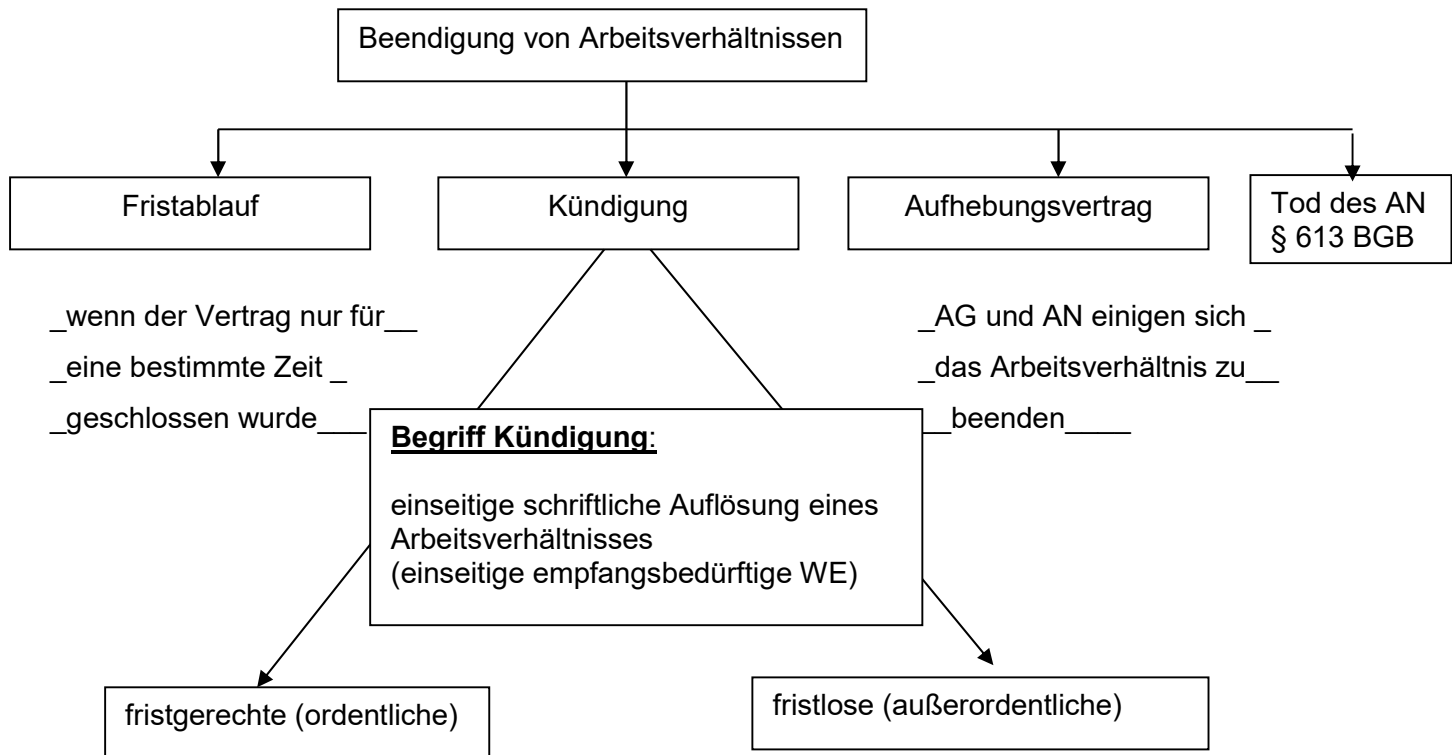 Beendigung von Arbeitsverhältnissen
Fristablauf
Kündigung
Aufhebungsvertrag
Tod des AN
§ 613 BGB
_wenn der Vertrag nur für__
_eine bestimmte Zeit _
_geschlossen wurde___
_AG und AN einigen sich _
_das Arbeitsverhältnis zu__
__beenden____
Begriff Kündigung:
einseitige schriftliche Auflösung eines
Arbeitsverhältnisses
(einseitige empfangsbedürftige WE)
fristgerechte (ordentliche)
fristlose (außerordentliche)